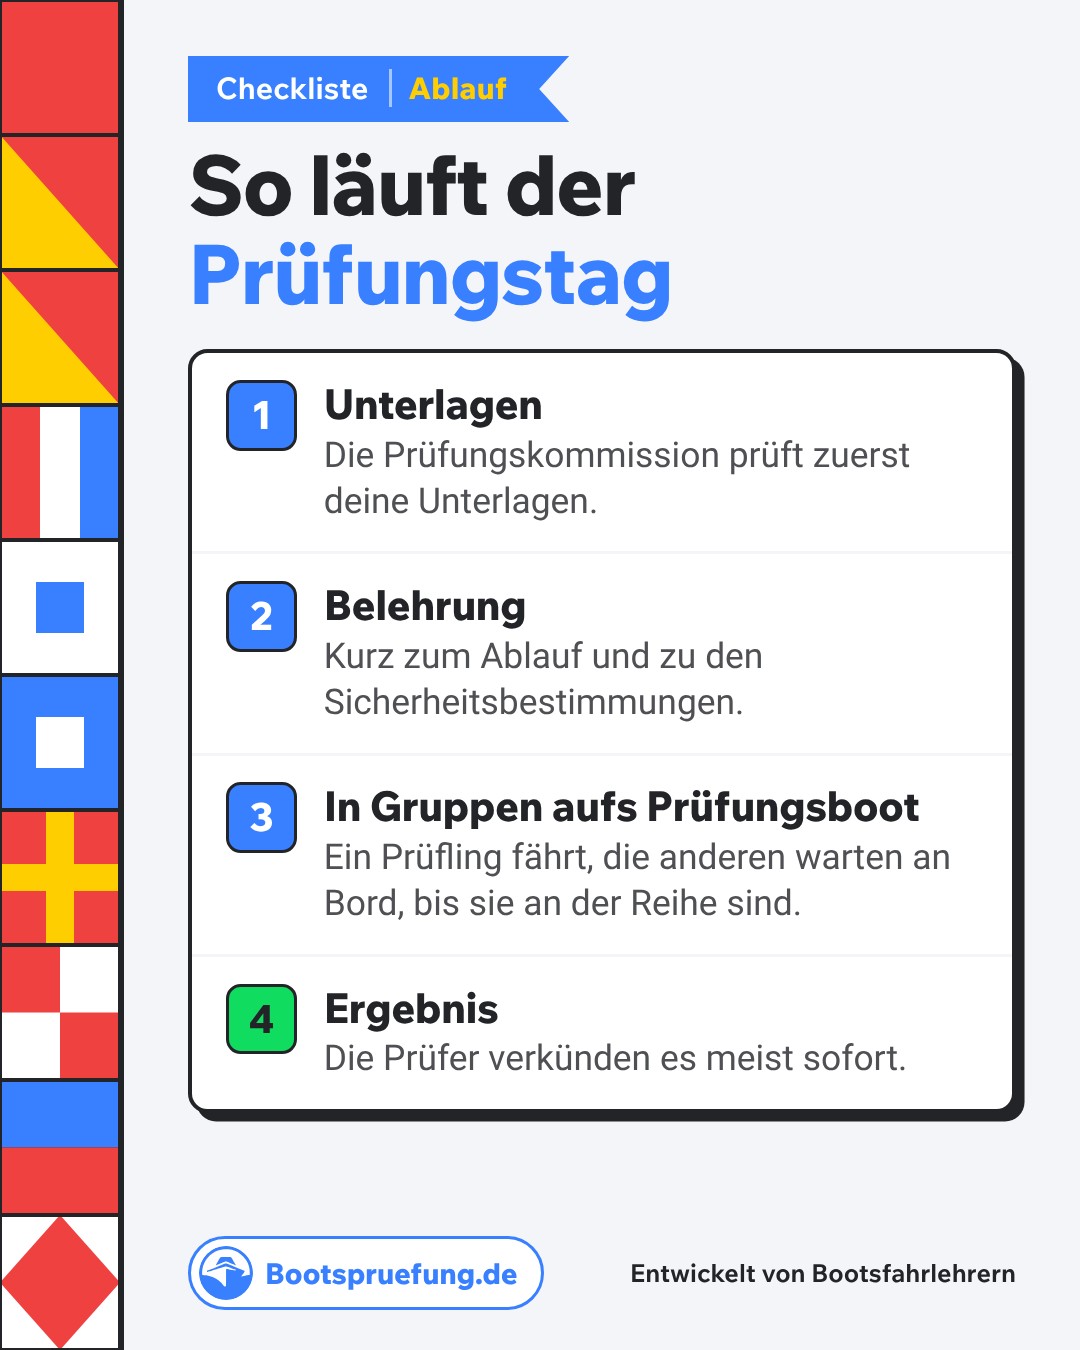 Checkliste | Ablauf
So läuft der
Prüfungstag
1 Unterlagen
Die Prüfungskommission prüft zuerst
deine Unterlagen.
2 Belehrung
Kurz zum Ablauf und zu den
Sicherheitsbestimmungen.
3 In Gruppen aufs Prüfungsboot
Ein Prüfling fährt, die anderen warten an
Bord, bis sie an der Reihe sind.
4 Ergebnis
Die Prüfer verkünden es meist sofort.
Bootspruefung.de
Entwickelt von Bootsfahrlehrern